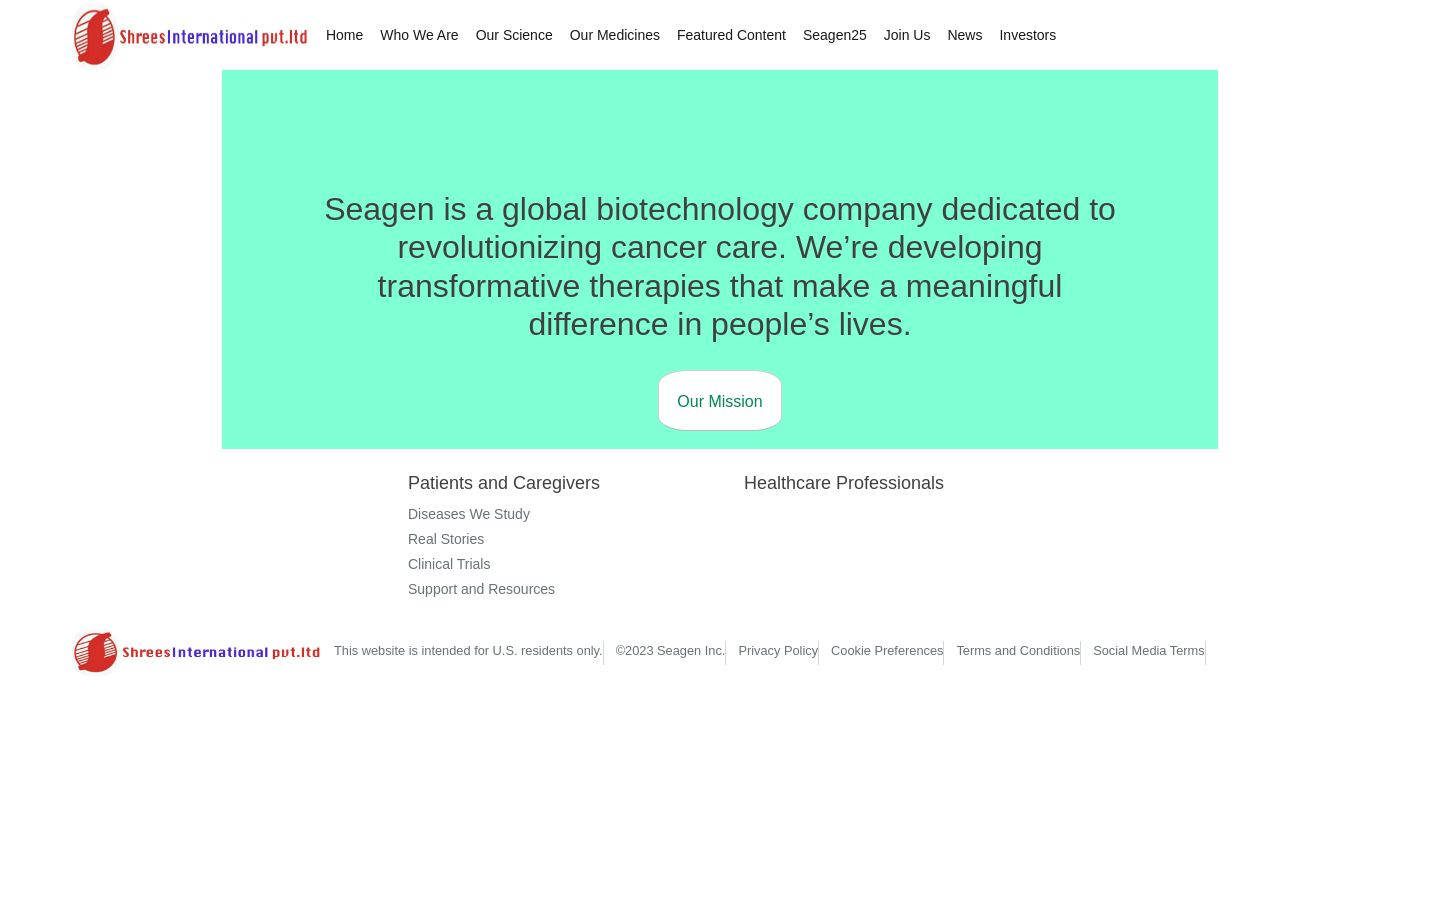 ShreesInternational pvt.ltd
Home Who We Are Our Science Our Medicines Featured Content Seagen25 Join Us News Investors
Seagen is a global biotechnology company dedicated to
revolutionizing cancer care. We’re developing
transformative therapies that make a meaningful
difference in people’s lives.
Our Mission
Patients and Caregivers
Diseases We Study
Real Stories
Clinical Trials
Support and Resources
Healthcare Professionals
ShreesInternational pvt.ltd
This website is intended for U.S. residents only. ©2023 Seagen Inc. Privacy Policy Cookie Preferences Terms and Conditions Social Media Terms